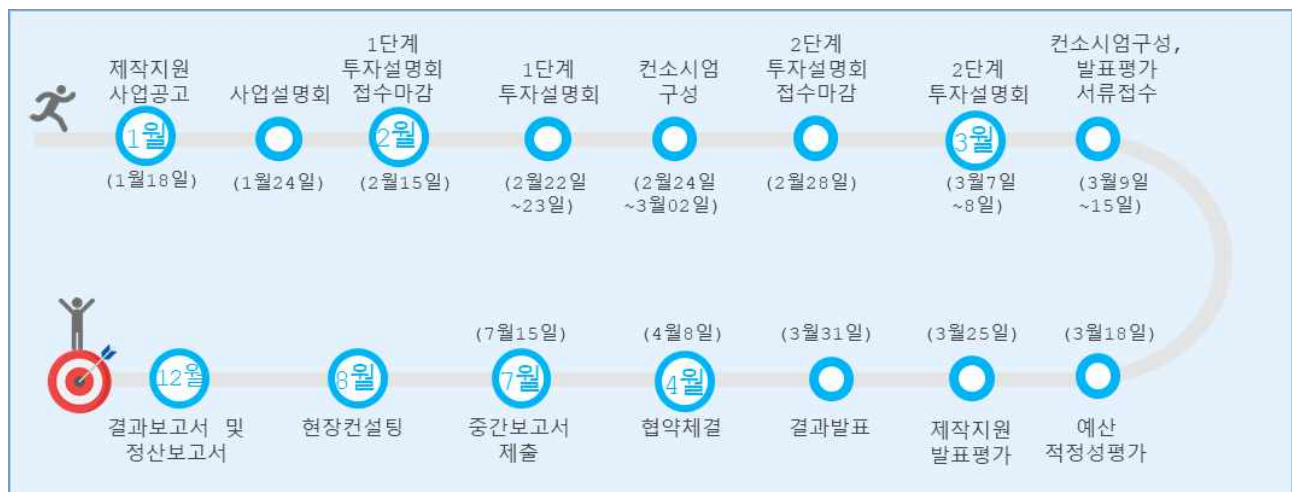 제작지원
사업공고
1월
(1월18일)
사업설명회
(1월24일)
1단계
투자설명회
접수마감
2월
(2월15일)
1단계
투자설명회
(2월22일
~23일)
컨소시엄
구성
(2월24일
~3월02일)
2단계
투자설명회
접수마감
(2월28일)
2단계
투자설명회
3월
(3월7일
~8일)
컨소시엄구성,
발표평가
서류접수
(3월9일
~15일)
(3월18일)
예산
적정성평가
(3월25일)
제작지원
발표평가
(3월31일)
결과발표
(4월8일)
4월
협약체결
(7월15일)
7월
중간보고서
제출
8월
현장컨설팅
12월
결과보고서 및
정산보고서